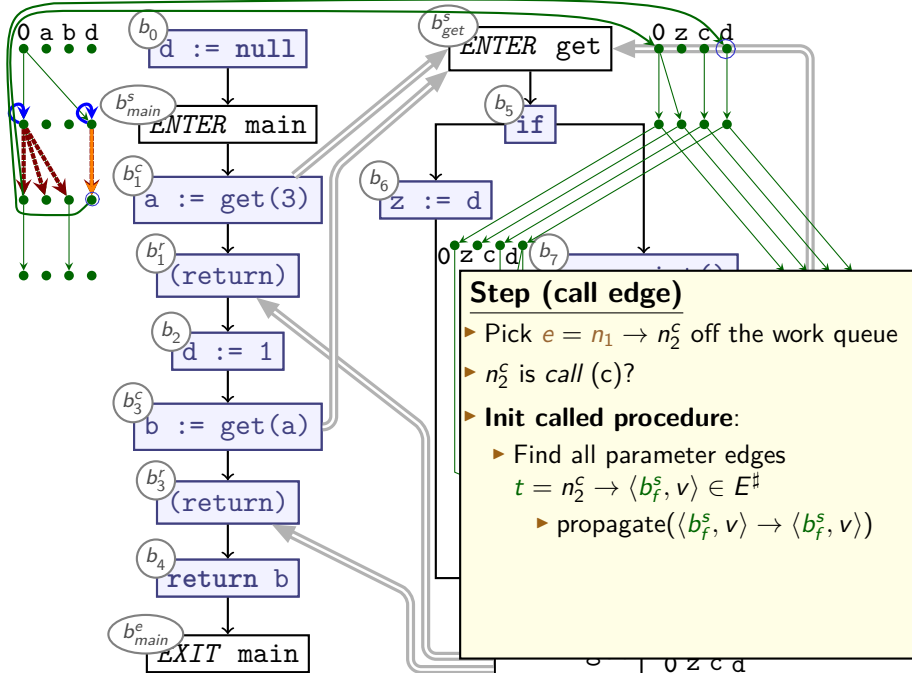 0 a b d
b0
d := null
b^s_get
ENTER get
0 z c d
b^s_main
ENTER main
b5
if
b^c_1
a := get(3)
b6
z := d
b^r_1
(return)
0 z c d
b7
Step (call edge)
▶ Pick e = n₁ → n^c_2 off the work queue
▶ n^c_2 is call (c)?
▶ Init called procedure:
▶ Find all parameter edges
t = n^c_2 → ⟨b^s_f, v⟩ ∈ E^♯
▶ propagate(⟨b^s_f, v⟩ → ⟨b^s_f, v⟩)
b2
d := 1
b^c_3
b := get(a)
b^r_3
(return)
b4
return b
b^e_main
EXIT main
0 z c d